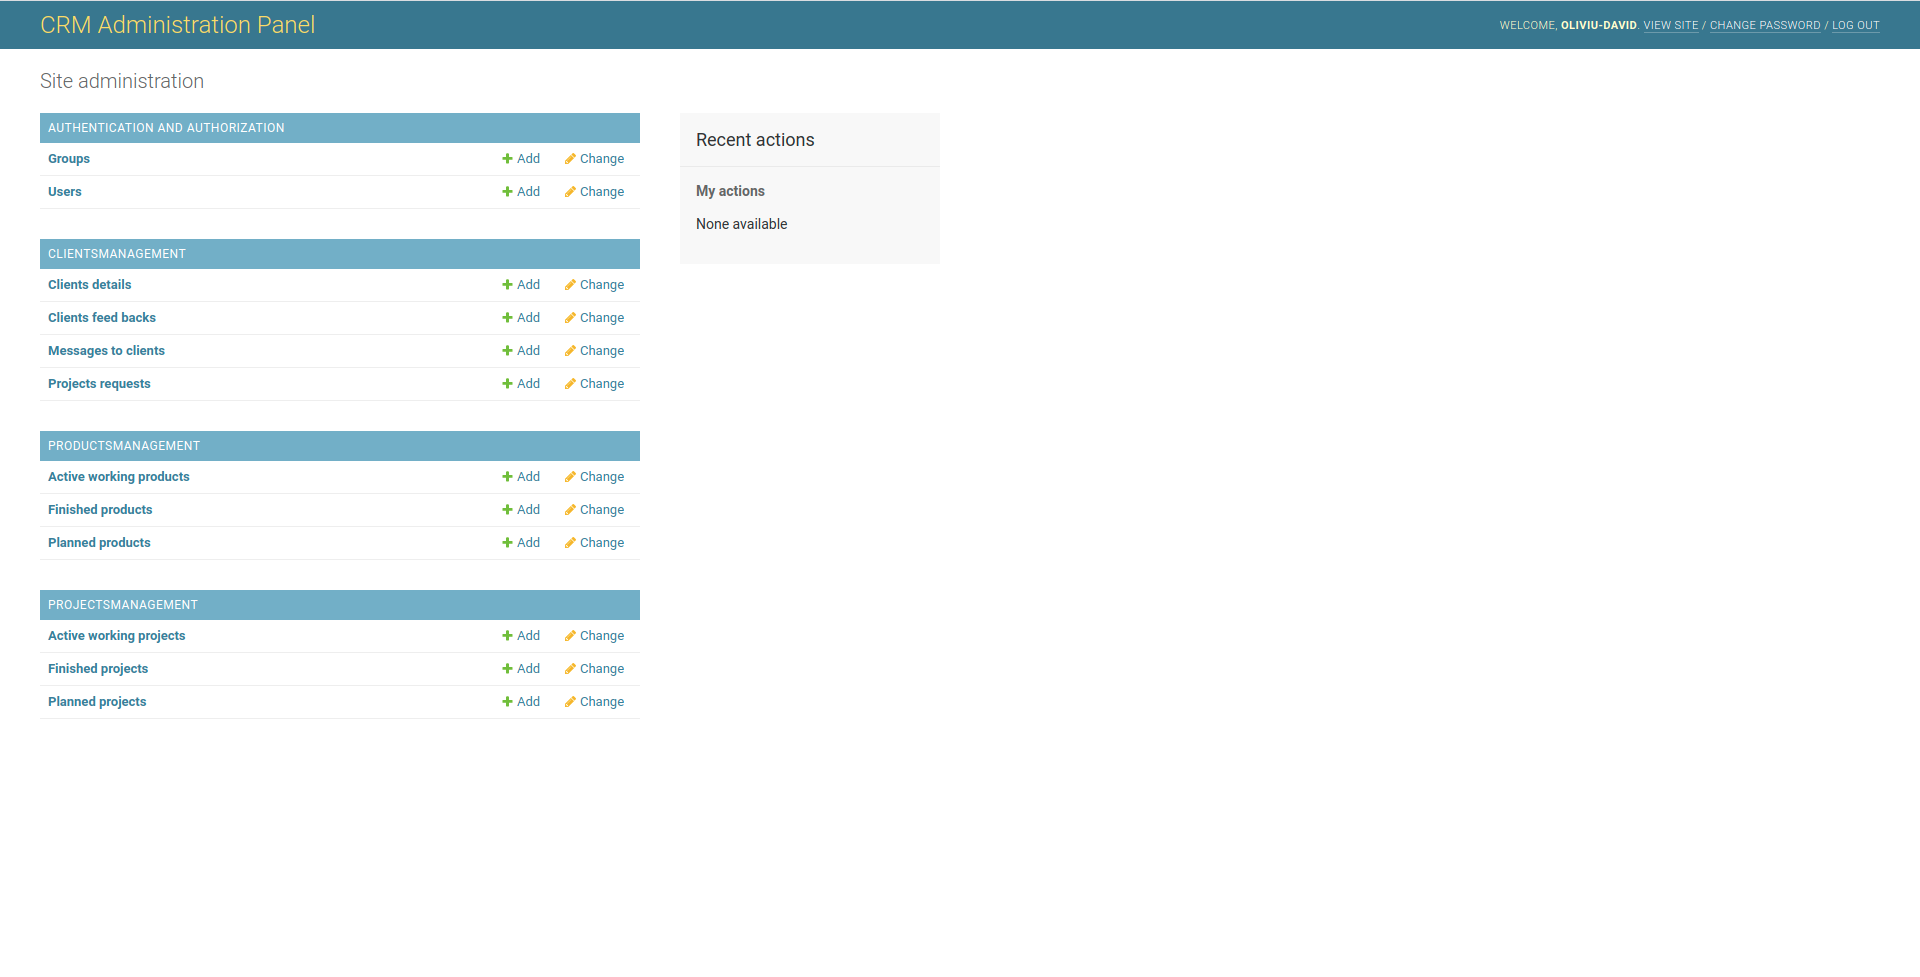 CRM Administration Panel
WELCOME, OLIVIU-DAVID. VIEW SITE / CHANGE PASSWORD / LOG OUT
Site administration
AUTHENTICATION AND AUTHORIZATION
Groups Add Change
Users Add Change
CLIENTSMANAGEMENT
Clients details Add Change
Clients feed backs Add Change
Messages to clients Add Change
Projects requests Add Change
PRODUCTSMANAGEMENT
Active working products Add Change
Finished products Add Change
Planned products Add Change
PROJECTSMANAGEMENT
Active working projects Add Change
Finished projects Add Change
Planned projects Add Change
Recent actions
My actions
None available